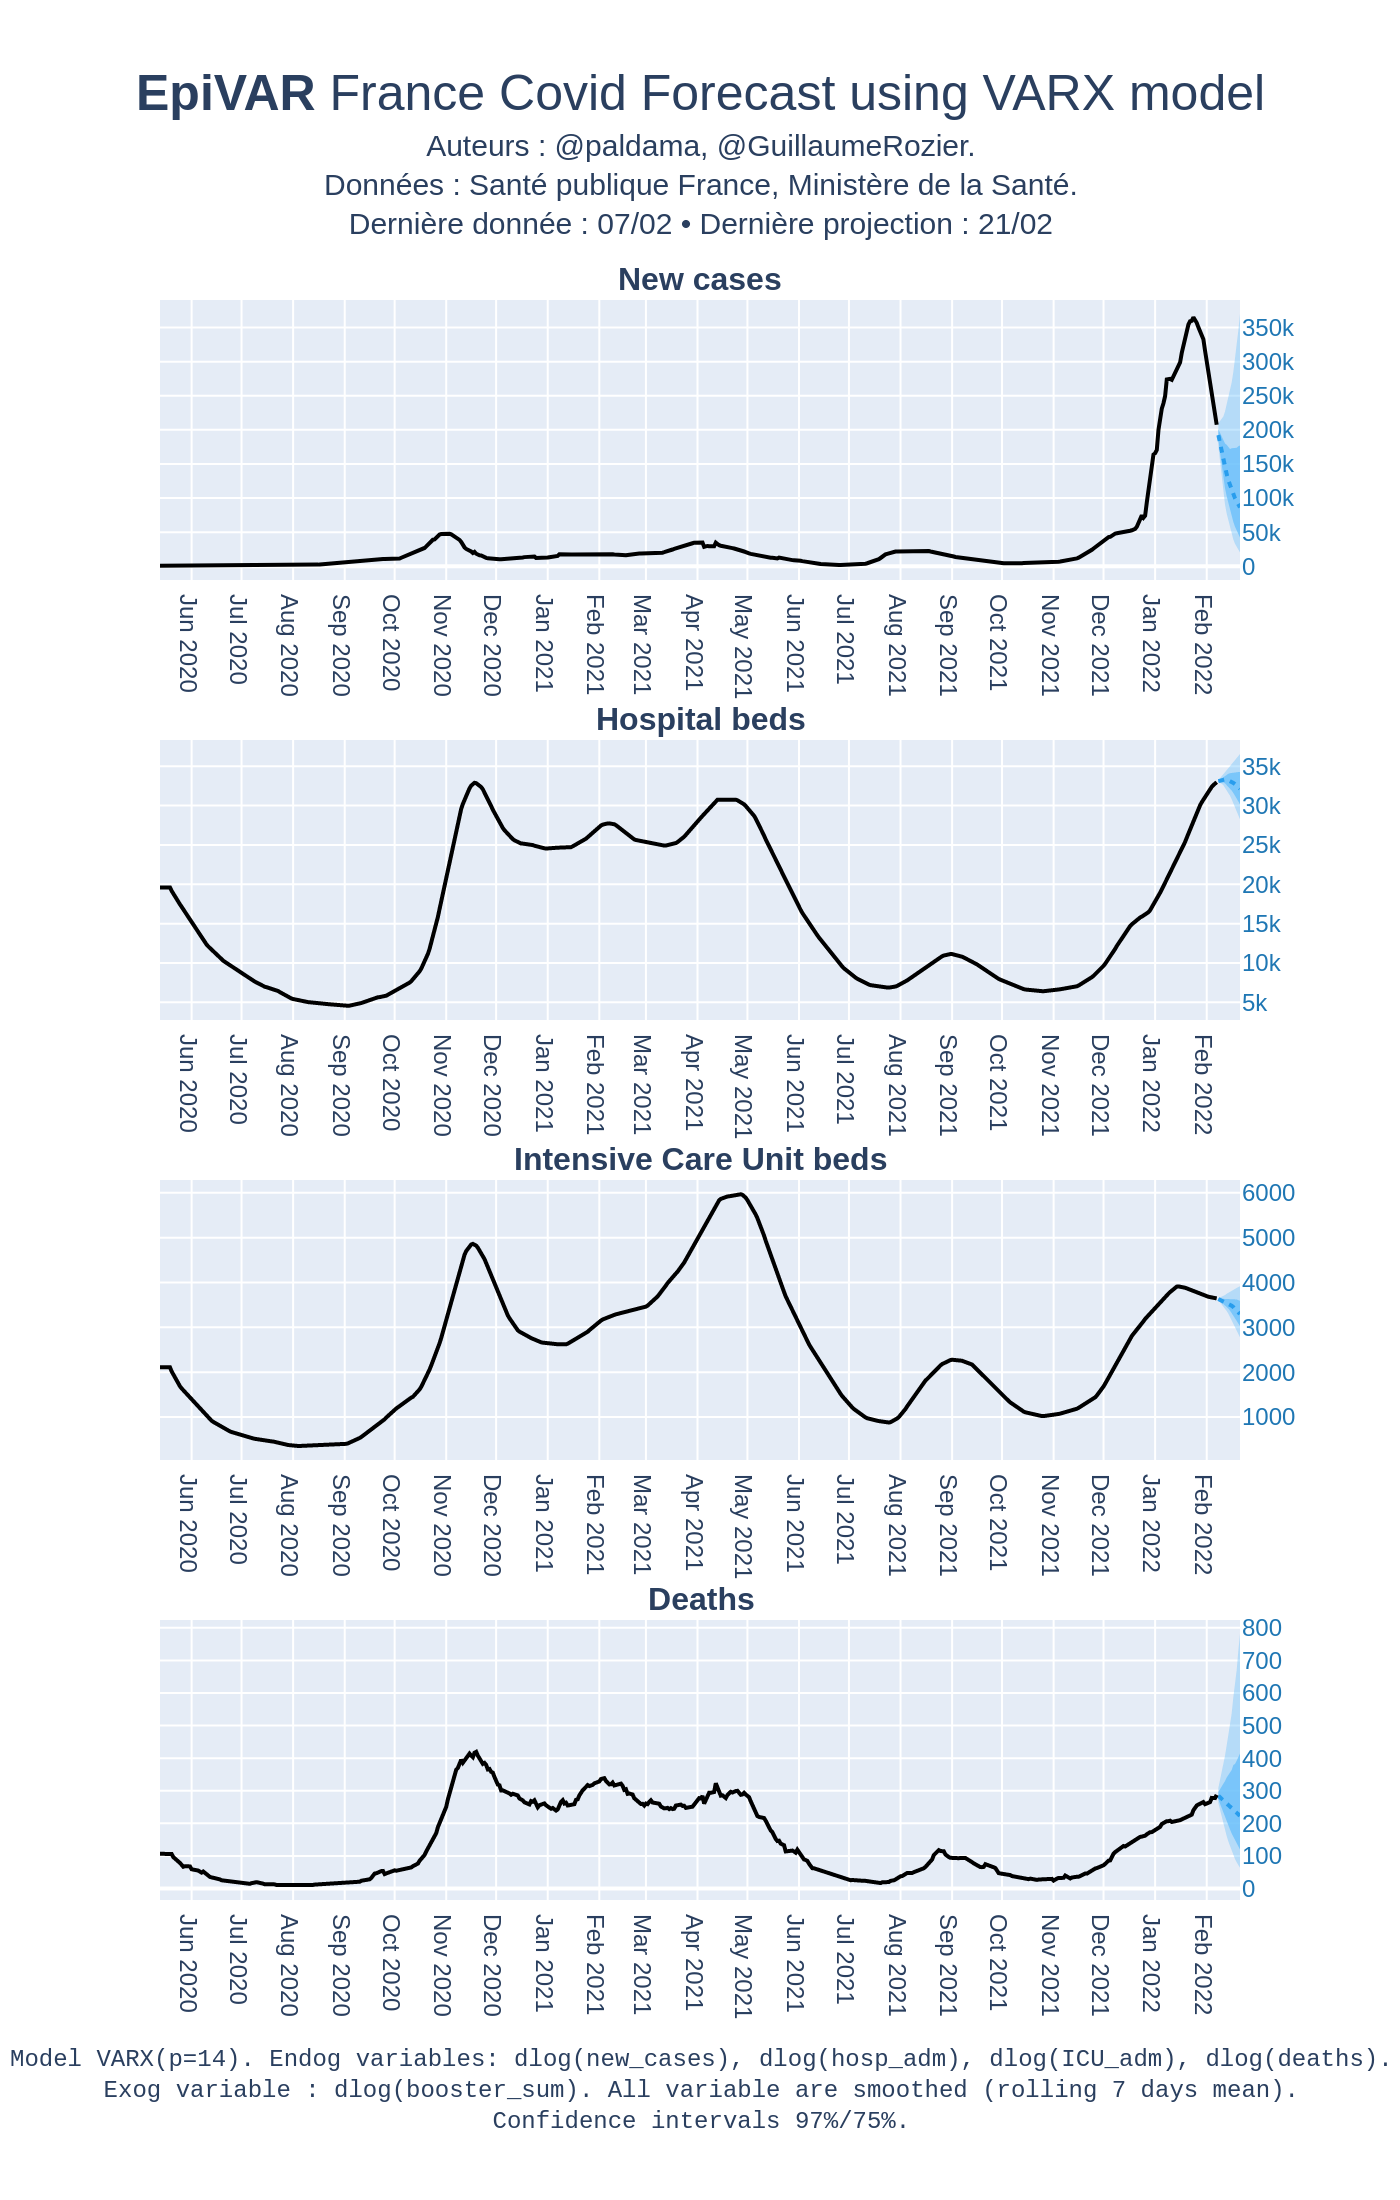 EpiVAR France Covid Forecast using VARX model
Auteurs : @paldama, @GuillaumeRozier.
Données : Santé publique France, Ministère de la Santé.
Dernière donnée : 07/02 • Dernière projection : 21/02
New cases
350k
300k
250k
200k
150k
100k
50k
0
Jun 2020
Jul 2020
Aug 2020
Sep 2020
Oct 2020
Nov 2020
Dec 2020
Jan 2021
Feb 2021
Mar 2021
Apr 2021
May 2021
Jun 2021
Jul 2021
Aug 2021
Sep 2021
Oct 2021
Nov 2021
Dec 2021
Jan 2022
Feb 2022
Hospital beds
35k
30k
25k
20k
15k
10k
5k
Jun 2020
Jul 2020
Aug 2020
Sep 2020
Oct 2020
Nov 2020
Dec 2020
Jan 2021
Feb 2021
Mar 2021
Apr 2021
May 2021
Jun 2021
Jul 2021
Aug 2021
Sep 2021
Oct 2021
Nov 2021
Dec 2021
Jan 2022
Feb 2022
Intensive Care Unit beds
6000
5000
4000
3000
2000
1000
Jun 2020
Jul 2020
Aug 2020
Sep 2020
Oct 2020
Nov 2020
Dec 2020
Jan 2021
Feb 2021
Mar 2021
Apr 2021
May 2021
Jun 2021
Jul 2021
Aug 2021
Sep 2021
Oct 2021
Nov 2021
Dec 2021
Jan 2022
Feb 2022
Deaths
800
700
600
500
400
300
200
100
0
Jun 2020
Jul 2020
Aug 2020
Sep 2020
Oct 2020
Nov 2020
Dec 2020
Jan 2021
Feb 2021
Mar 2021
Apr 2021
May 2021
Jun 2021
Jul 2021
Aug 2021
Sep 2021
Oct 2021
Nov 2021
Dec 2021
Jan 2022
Feb 2022
Model VARX(p=14). Endog variables: dlog(new_cases), dlog(hosp_adm), dlog(ICU_adm), dlog(deaths).
Exog variable : dlog(booster_sum). All variable are smoothed (rolling 7 days mean).
Confidence intervals 97%/75%.